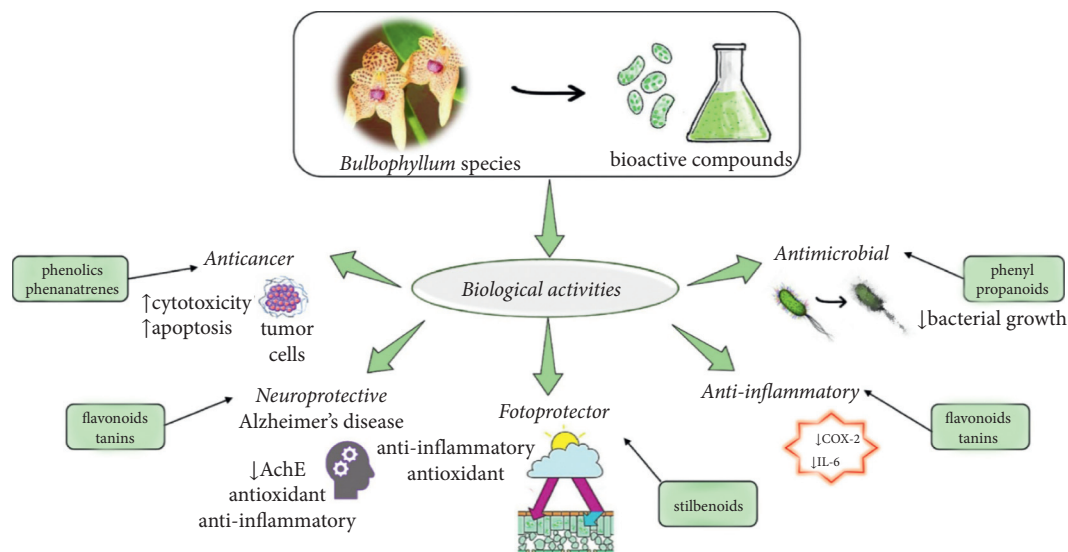 Bulbophyllum species
bioactive compounds
Biological activities
phenolics
phenanatrenes
Anticancer
↑cytotoxicity
↑apoptosis
tumor
cells
Antimicrobial
↓bacterial growth
phenyl
propanoids
flavonoids
tanins
Neuroprotective
Alzheimer's disease
↓AchE
antioxidant
anti-inflammatory
Fotoprotector
anti-inflammatory
antioxidant
stilbenoids
Anti-inflammatory
↓COX-2
↓IL-6
flavonoids
tanins